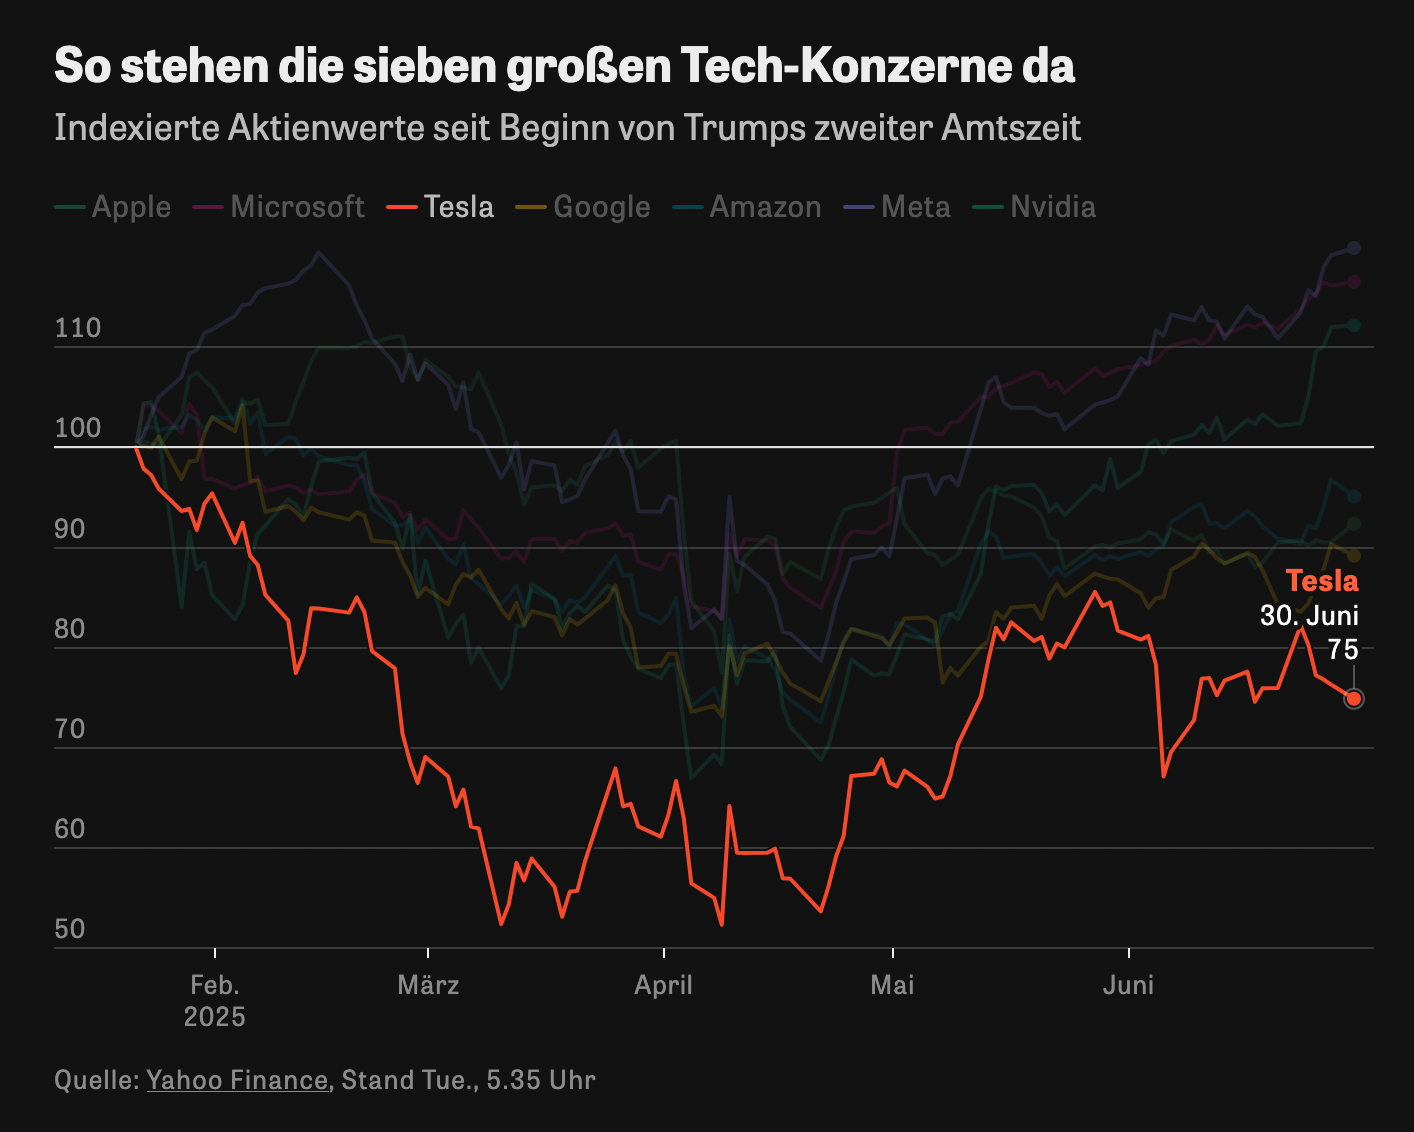 So stehen die sieben großen Tech-Konzerne da
Indexierte Aktienwerte seit Beginn von Trumps zweiter Amtszeit
Apple Microsoft Tesla Google Amazon Meta Nvidia
110
100
90
Tesla
30. Juni
80
75
70
60
50
Feb. März April Mai Juni
2025
Quelle: Yahoo Finance, Stand Tue., 5.35 Uhr